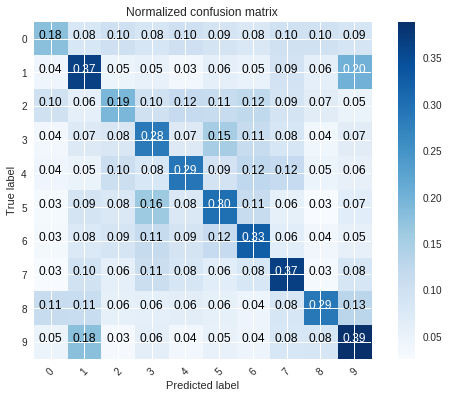 Normalized confusion matrix
0 0.18 0.08 0.10 0.08 0.10 0.09 0.08 0.10 0.10 0.09
1 0.04 0.37 0.05 0.05 0.03 0.06 0.05 0.09 0.06 0.20
2 0.10 0.06 0.19 0.10 0.12 0.11 0.12 0.09 0.07 0.05
3 0.04 0.07 0.08 0.28 0.07 0.15 0.11 0.08 0.04 0.07
4 0.04 0.05 0.10 0.08 0.29 0.09 0.12 0.12 0.05 0.06
5 0.03 0.09 0.08 0.16 0.08 0.30 0.11 0.06 0.03 0.07
6 0.03 0.08 0.09 0.11 0.09 0.12 0.33 0.06 0.04 0.05
7 0.03 0.10 0.06 0.11 0.08 0.06 0.08 0.37 0.03 0.08
8 0.11 0.11 0.06 0.06 0.06 0.06 0.04 0.08 0.29 0.13
9 0.05 0.18 0.03 0.06 0.04 0.05 0.04 0.08 0.08 0.39
0 1 2 3 4 5 6 7 8 9
True label
Predicted label
0.35
0.30
0.25
0.20
0.15
0.10
0.05